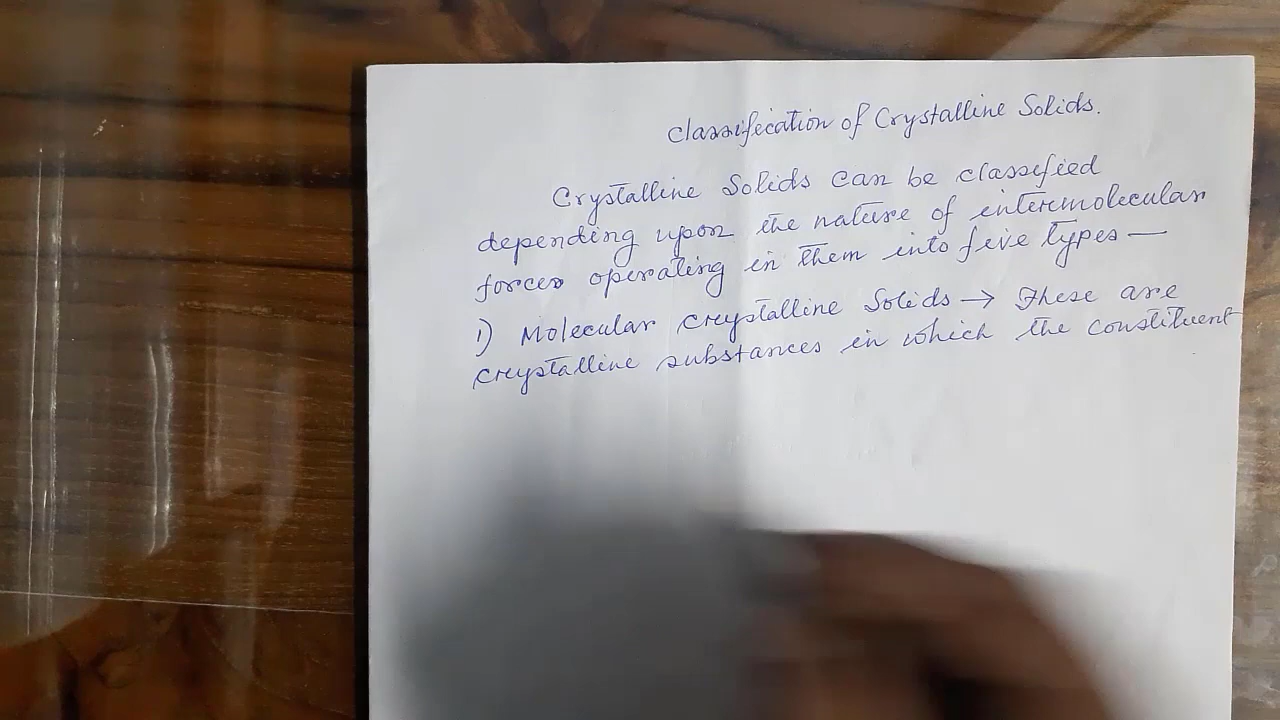 Classification of Crystalline Solids.
Crystalline Solids can be classified
depending upon the nature of intermolecular
forces operating in them into five types —
1) Molecular crystalline Solids → These are
crystalline substances in which the constituent